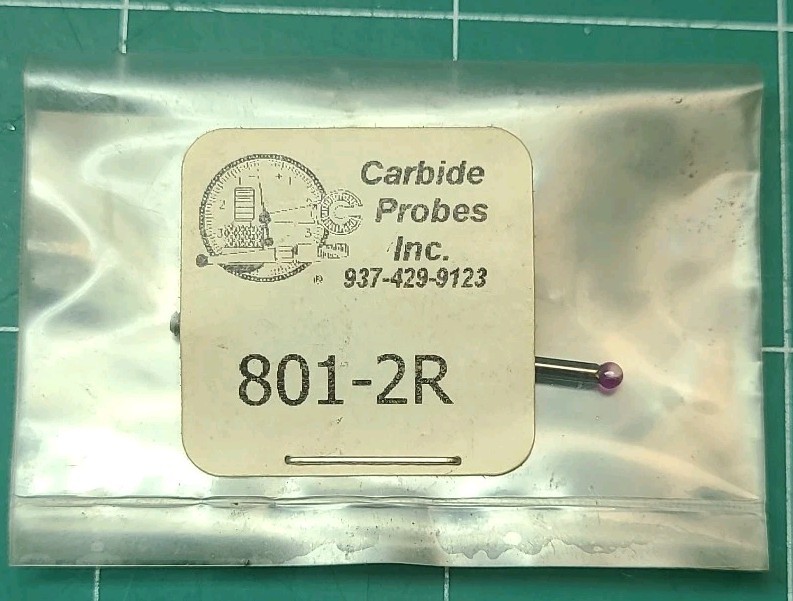 Carbide
Probes
Inc.
937-429-9123
801-2R